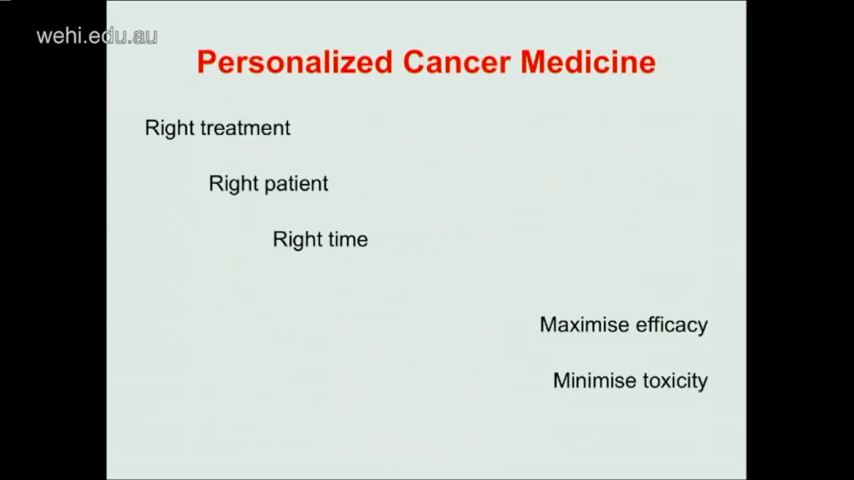 wehi.edu.au
Personalized Cancer Medicine
Right treatment
Right patient
Right time
Maximise efficacy
Minimise toxicity